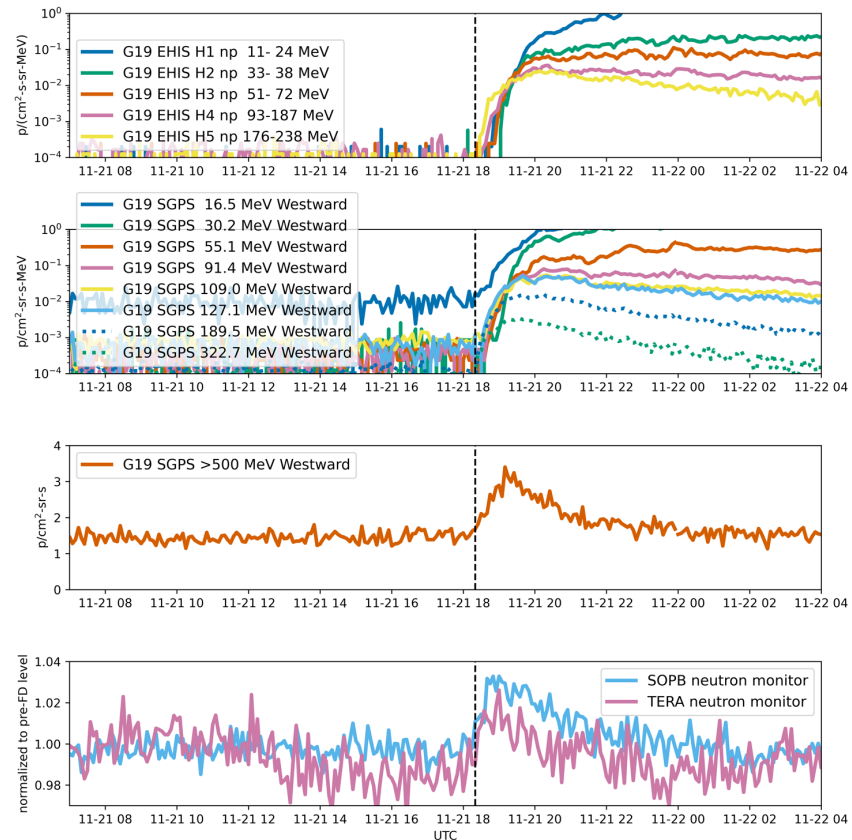 p/(cm²-s-sr-MeV)
10⁰
10⁻¹
10⁻²
10⁻³
10⁻⁴
G19 EHIS H1 np 11- 24 MeV
G19 EHIS H2 np 33- 38 MeV
G19 EHIS H3 np 51- 72 MeV
G19 EHIS H4 np 93-187 MeV
G19 EHIS H5 np 176-238 MeV
11-21 08 11-21 10 11-21 12 11-21 14 11-21 16 11-21 18 11-21 20 11-21 22 11-22 00 11-22 02 11-22 04
p/cm²-sr-s-MeV
10⁰
10⁻¹
10⁻²
10⁻³
10⁻⁴
G19 SGPS 16.5 MeV Westward
G19 SGPS 30.2 MeV Westward
G19 SGPS 55.1 MeV Westward
G19 SGPS 91.4 MeV Westward
G19 SGPS 109.0 MeV Westward
G19 SGPS 127.1 MeV Westward
G19 SGPS 189.5 MeV Westward
G19 SGPS 322.7 MeV Westward
11-21 08 11-21 10 11-21 12 11-21 14 11-21 16 11-21 18 11-21 20 11-21 22 11-22 00 11-22 02 11-22 04
p/cm²-sr-s
4
3
2
1
0
G19 SGPS >500 MeV Westward
11-21 08 11-21 10 11-21 12 11-21 14 11-21 16 11-21 18 11-21 20 11-21 22 11-22 00 11-22 02 11-22 04
normalized to pre-FD level
1.04
1.02
1.00
0.98
SOPB neutron monitor
TERA neutron monitor
11-21 08 11-21 10 11-21 12 11-21 14 11-21 16 11-21 18 11-21 20 11-21 22 11-22 00 11-22 02 11-22 04
UTC